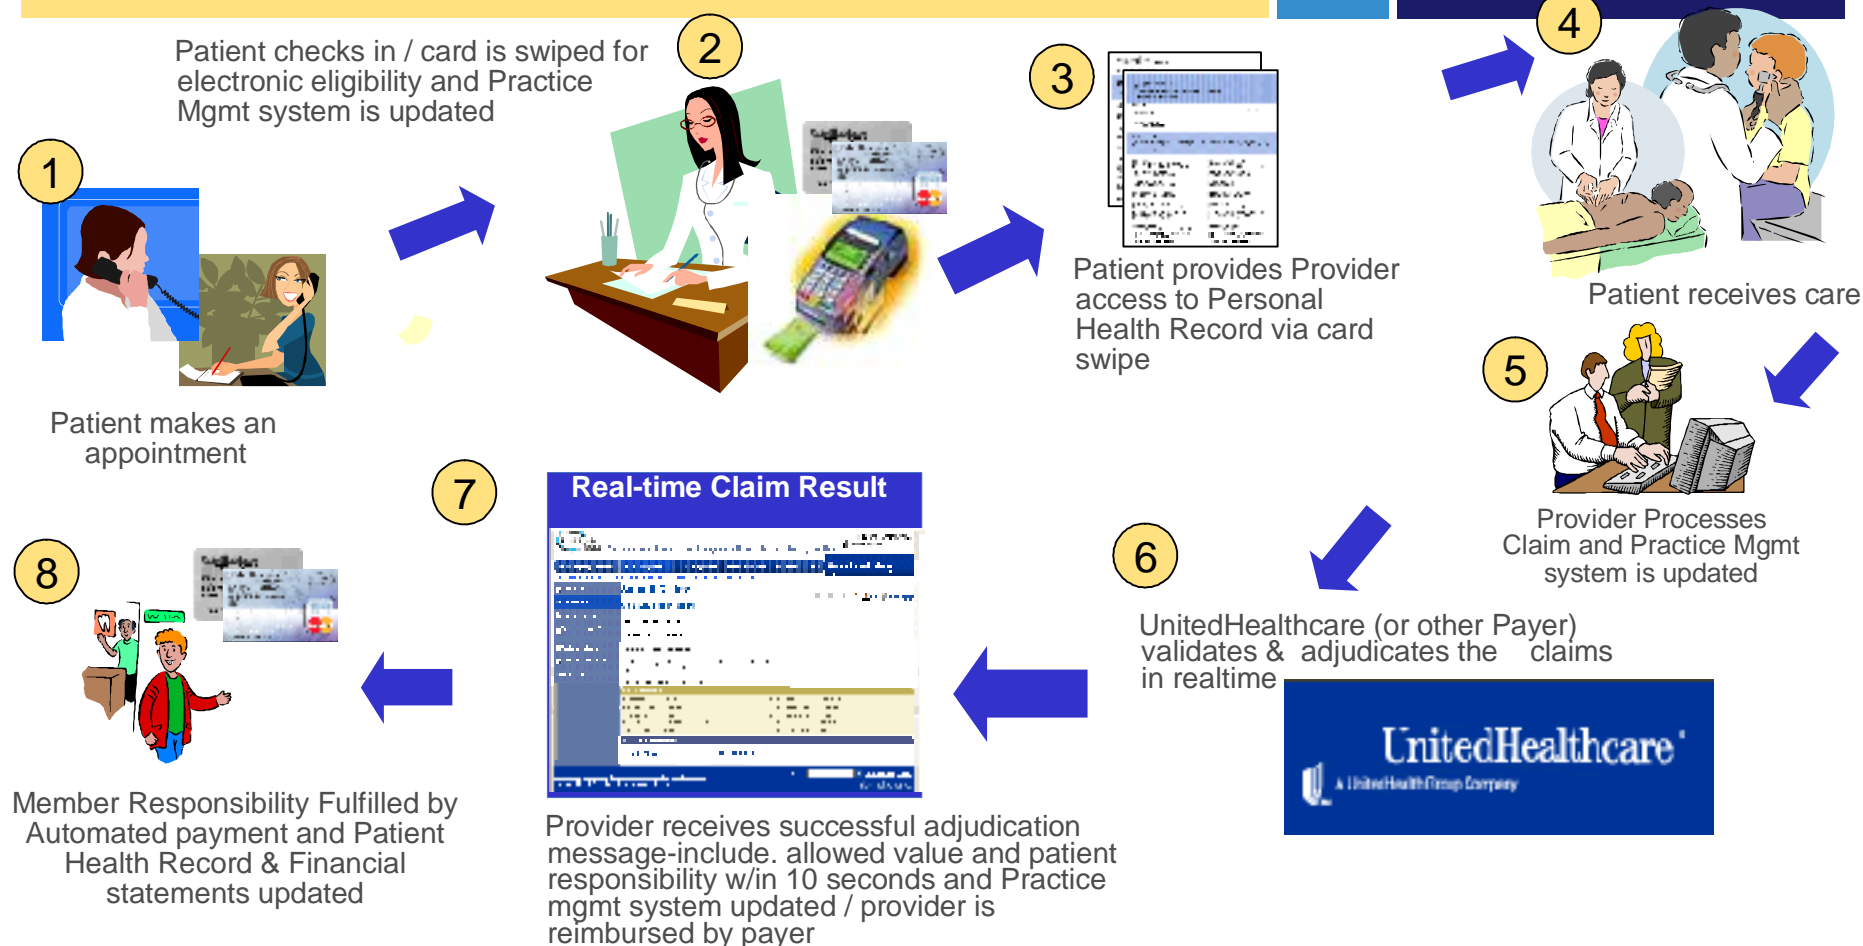 1
Patient makes an
appointment
2
Patient checks in / card is swiped for
electronic eligibility and Practice
Mgmt system is updated
3
Patient provides Provider
access to Personal
Health Record via card
swipe
4
Patient receives care
5
Provider Processes
Claim and Practice Mgmt
system is updated
6
UnitedHealthcare (or other Payer)
validates & adjudicates the claims
in realtime
UnitedHealthcare
A UnitedHealth Group Company
7
Real-time Claim Result
Provider receives successful adjudication
message-include. allowed value and patient
responsibility w/in 10 seconds and Practice
mgmt system updated / provider is
reimbursed by payer
8
Member Responsibility Fulfilled by
Automated payment and Patient
Health Record & Financial
statements updated